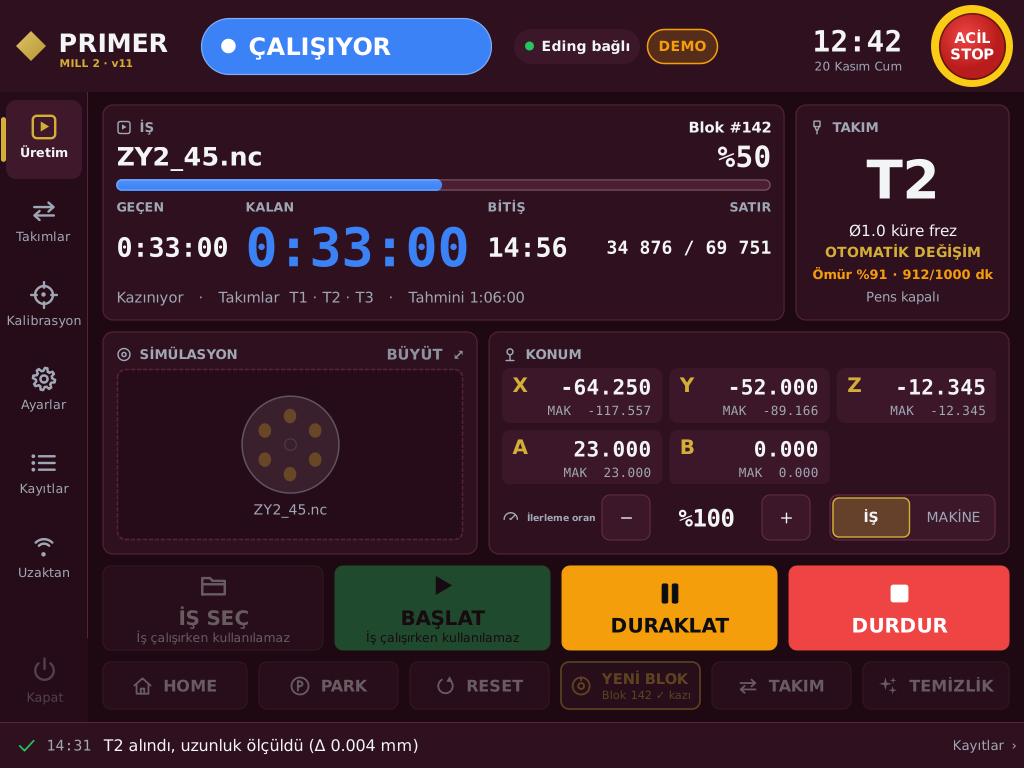 PRIMER
MILL 2 · v11
ÇALIŞIYOR
Eding bağlı
DEMO
12:42
20 Kasım Cum
ACİL
STOP
Üretim
Takımlar
Kalibrasyon
Ayarlar
Kayıtlar
Uzaktan
Kapat
İŞ
Blok #142
ZY2_45.nc
%50
GEÇEN
KALAN
BİTİŞ
SATIR
0:33:00
0:33:00
14:56
34 876 / 69 751
Kazınıyor · Takımlar T1 · T2 · T3 · Tahmini 1:06:00
TAKIM
T2
Ø1.0 küre frez
OTOMATİK DEĞİŞİM
Ömür %91 · 912/1000 dk
Pens kapalı
SİMÜLASYON
BÜYÜT ⤢
ZY2_45.nc
KONUM
X -64.250
MAK -117.557
Y -52.000
MAK -89.166
Z -12.345
MAK -12.345
A 23.000
MAK 23.000
B 0.000
MAK 0.000
İlerleme oran
− %100 +
İŞ
MAKİNE
İŞ SEÇ
İş çalışırken kullanılamaz
BAŞLAT
İş çalışırken kullanılamaz
DURAKLAT
DURDUR
HOME
PARK
RESET
YENİ BLOK
Blok 142 ✓ kazı
TAKIM
TEMİZLİK
14:31 T2 alındı, uzunluk ölçüldü (Δ 0.004 mm)
Kayıtlar ›